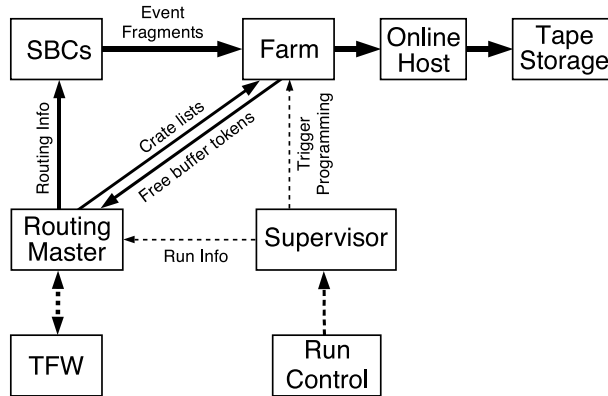 Event
Fragments
SBCs
Farm
Online
Host
Tape
Storage
Routing Info
Crate lists
Free buffer tokens
Trigger
Programming
Routing
Master
Run Info
Supervisor
TFW
Run
Control